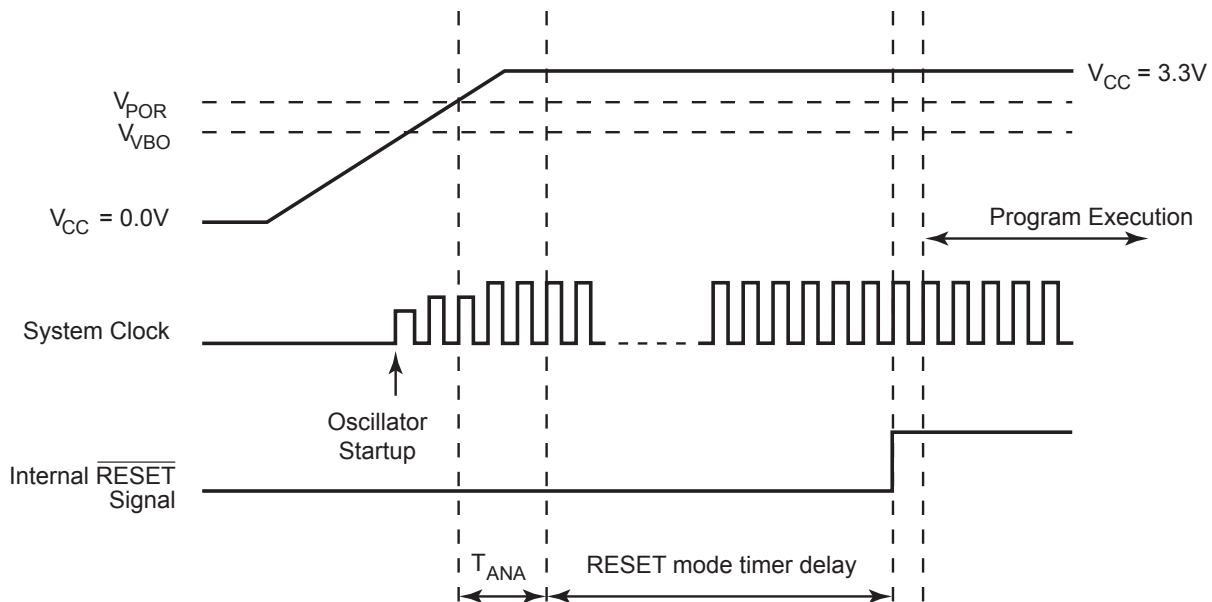 V_CC = 3.3V
V_POR
V_VBO
V_CC = 0.0V
Program Execution
System Clock
Oscillator
Startup
Internal R̅E̅S̅E̅T̅
Signal
T_ANA
RESET mode timer delay